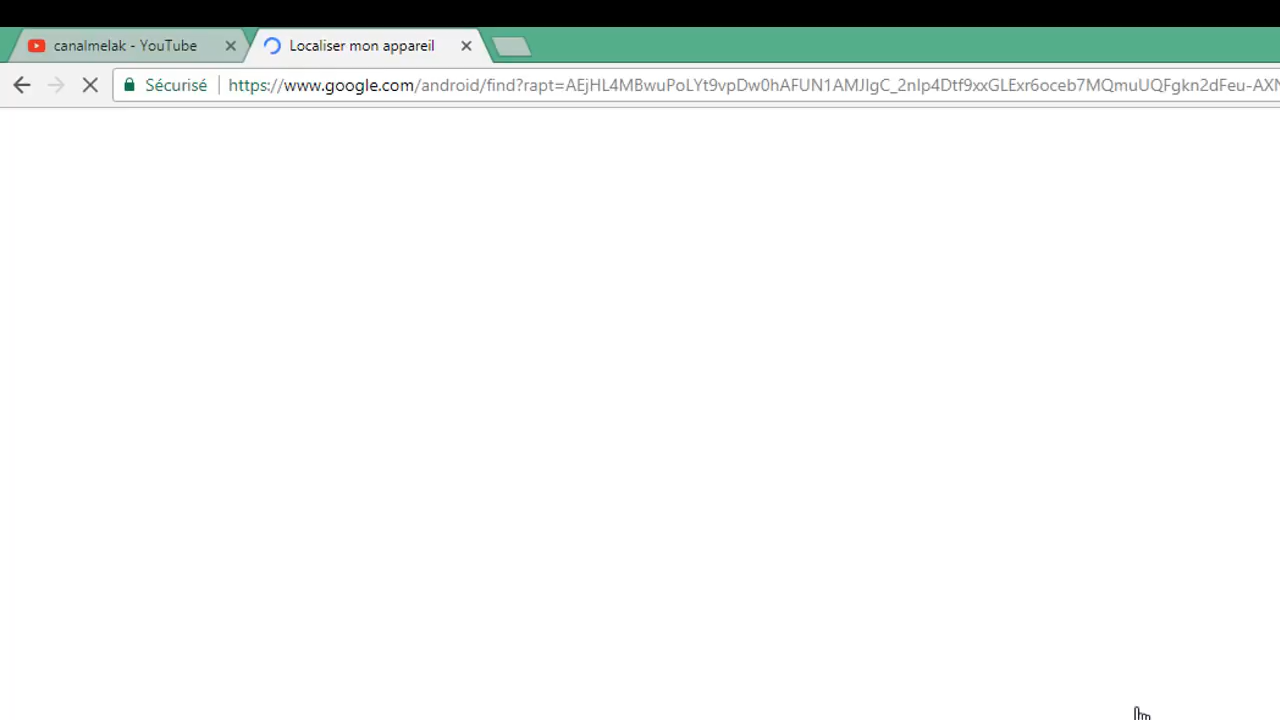 canalmelak - YouTube
Localiser mon appareil
Sécurisé
https://www.google.com/android/find?rapt=AEjHL4MBwuPoLYt9vpDw0hAFUN1AMJIgC_2nIp4Dtf9xxGLExr6oceb7MQmuUQFgkn2dFeu-AXN